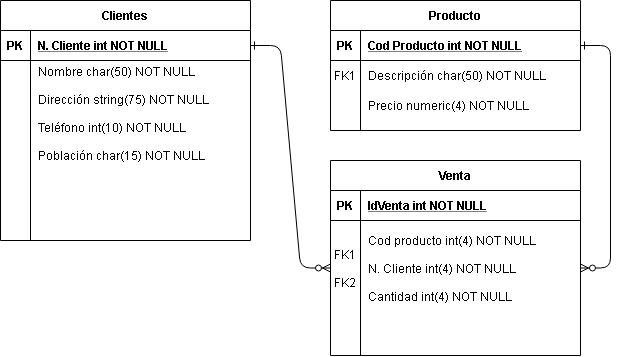 Clientes
PK N. Cliente int NOT NULL
Nombre char(50) NOT NULL
Dirección string(75) NOT NULL
Teléfono int(10) NOT NULL
Población char(15) NOT NULL
Producto
PK Cod Producto int NOT NULL
FK1 Descripción char(50) NOT NULL
Precio numeric(4) NOT NULL
Venta
PK IdVenta int NOT NULL
Cod producto int(4) NOT NULL
FK1
N. Cliente int(4) NOT NULL
FK2
Cantidad int(4) NOT NULL